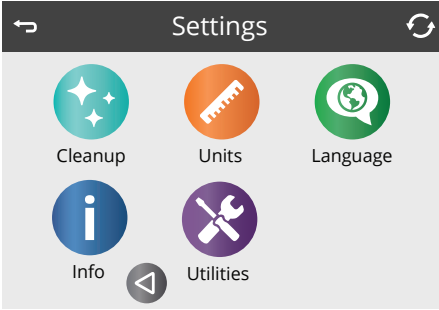 Settings
Cleanup
Units
Language
Info
Utilities